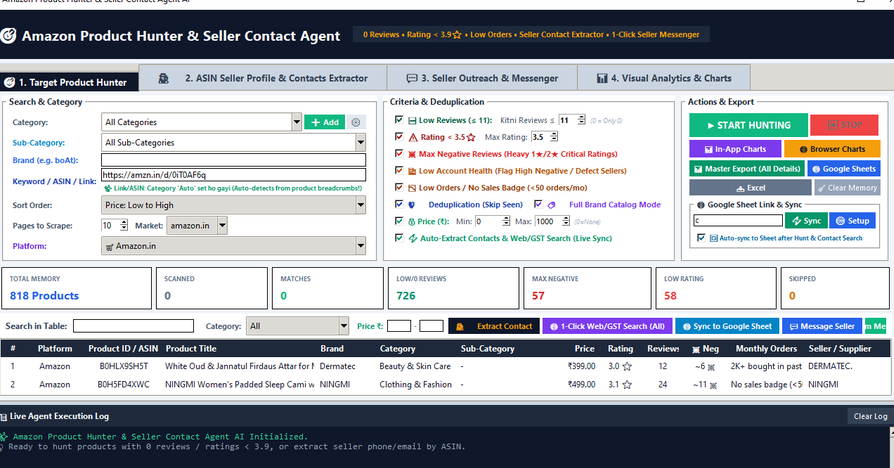 Amazon Product Hunter & Seller Contact Agent AI
Amazon Product Hunter & Seller Contact Agent
0 Reviews • Rating < 3.9☆ • Low Orders • Seller Contact Extractor • 1-Click Seller Messenger
1. Target Product Hunter
2. ASIN Seller Profile & Contacts Extractor
3. Seller Outreach & Messenger
4. Visual Analytics & Charts
Search & Category
Category: All Categories + Add
Sub-Category: All Sub-Categories
Brand (e.g. boAt):
Keyword / ASIN / Link: https://amzn.in/d/0iT0AF6q
Link/ASIN: Category 'Auto' set ho gayi (Auto-detects from product breadcrumbs!)
Sort Order: Price: Low to High
Pages to Scrape: 10 Market: amazon.in
Platform: Amazon.in
Criteria & Deduplication
Low Reviews (≤ 11): Kitni Reviews ≤ 11
Rating < 3.5☆ Max Rating: 3.5
Max Negative Reviews (Heavy 1★/2★ Critical Ratings)
Low Account Health (Flag High Negative / Defect Sellers)
Low Orders / No Sales Badge (<50 orders/mo)
Deduplication (Skip Seen) Full Brand Catalog Mode
Price (₹): Min: 0 Max: 1000 (0=None)
Auto-Extract Contacts & Web/GST Search (Live Sync)
Actions & Export
START HUNTING STOP
In-App Charts Browser Charts
Master Export (All Details) Google Sheets
Excel Clear Memory
Google Sheet Link & Sync
c Sync Setup
Auto-sync to Sheet after Hunt & Contact Search
TOTAL MEMORY
818 Products
SCANNED
0
MATCHES
0
LOW/0 REVIEWS
726
MAX NEGATIVE
57
LOW RATING
58
SKIPPED
0
Search in Table: Category: All Price ₹: - Extract Contact 1-Click Web/GST Search (All) Sync to Google Sheet Message Seller
# Platform Product ID / ASIN Product Title Brand Category Sub-Category Price Rating Reviews Neg Monthly Orders Seller / Supplier
1 Amazon B0HLX9SH5T White Oud & Jannatul Firdaus Attar for Dermatec Beauty & Skin Care - ₹399.00 3.0 ☆ 12 ~6 2K+ bought in past DERMATEC.
2 Amazon B0H5FD4XWC NINGMI Women's Padded Sleep Cami NINGMI Clothing & Fashion - ₹499.00 3.1 ☆ 24 ~11 No sales badge (<5 NINGMI
Live Agent Execution Log Clear Log
Amazon Product Hunter & Seller Contact Agent AI Initialized.
Ready to hunt products with 0 reviews / ratings < 3.9, or extract seller phone/email by ASIN.